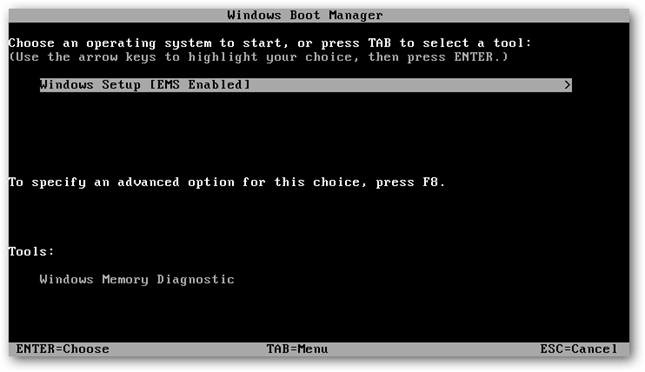 Windows Boot Manager
Choose an operating system to start, or press TAB to select a tool:
(Use the arrow keys to highlight your choice, then press ENTER.)
Windows Setup [EMS Enabled] >
To specify an advanced option for this choice, press F8.
Tools:
Windows Memory Diagnostic
ENTER=Choose TAB=Menu ESC=Cancel